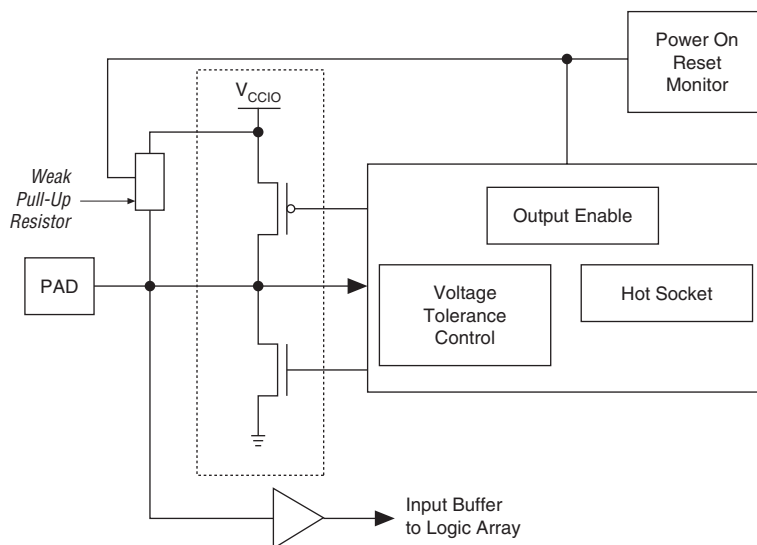 Power On
Reset
Monitor
V_CCIO
Weak
Pull-Up
Resistor
Output Enable
PAD
Voltage
Tolerance
Control
Hot Socket
Input Buffer
to Logic Array